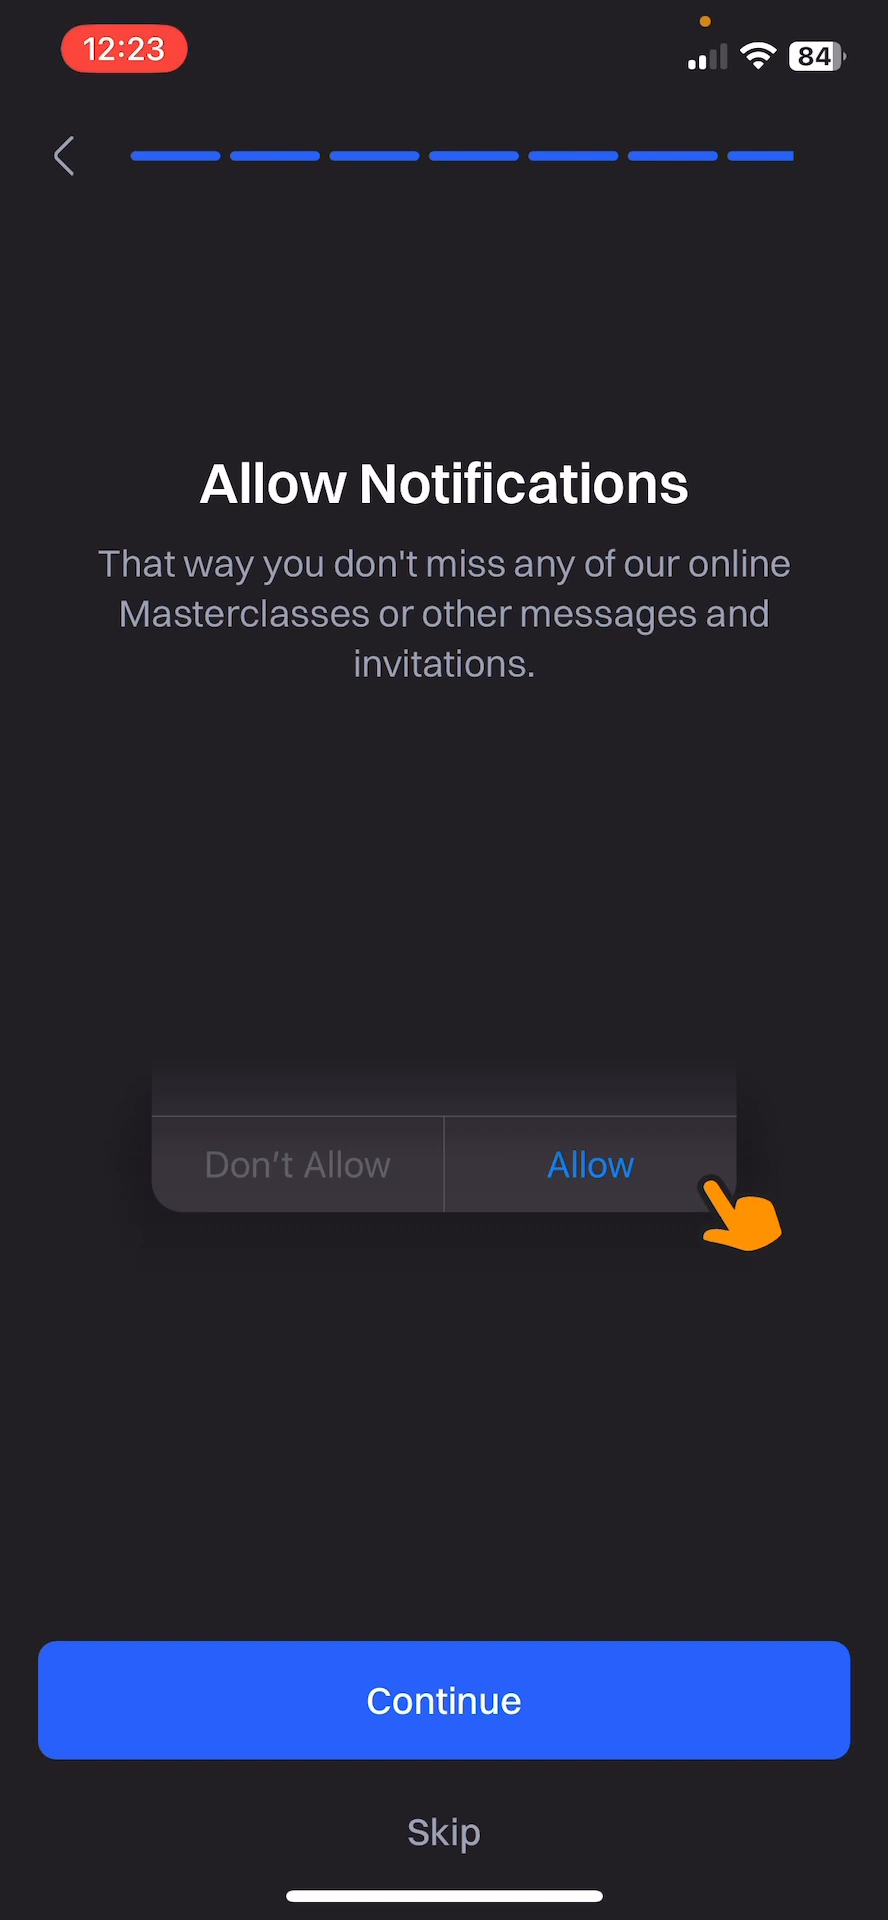 12:23
84
Allow Notifications
That way you don't miss any of our online
Masterclasses or other messages and
invitations.
Don’t Allow
Allow
Continue
Skip